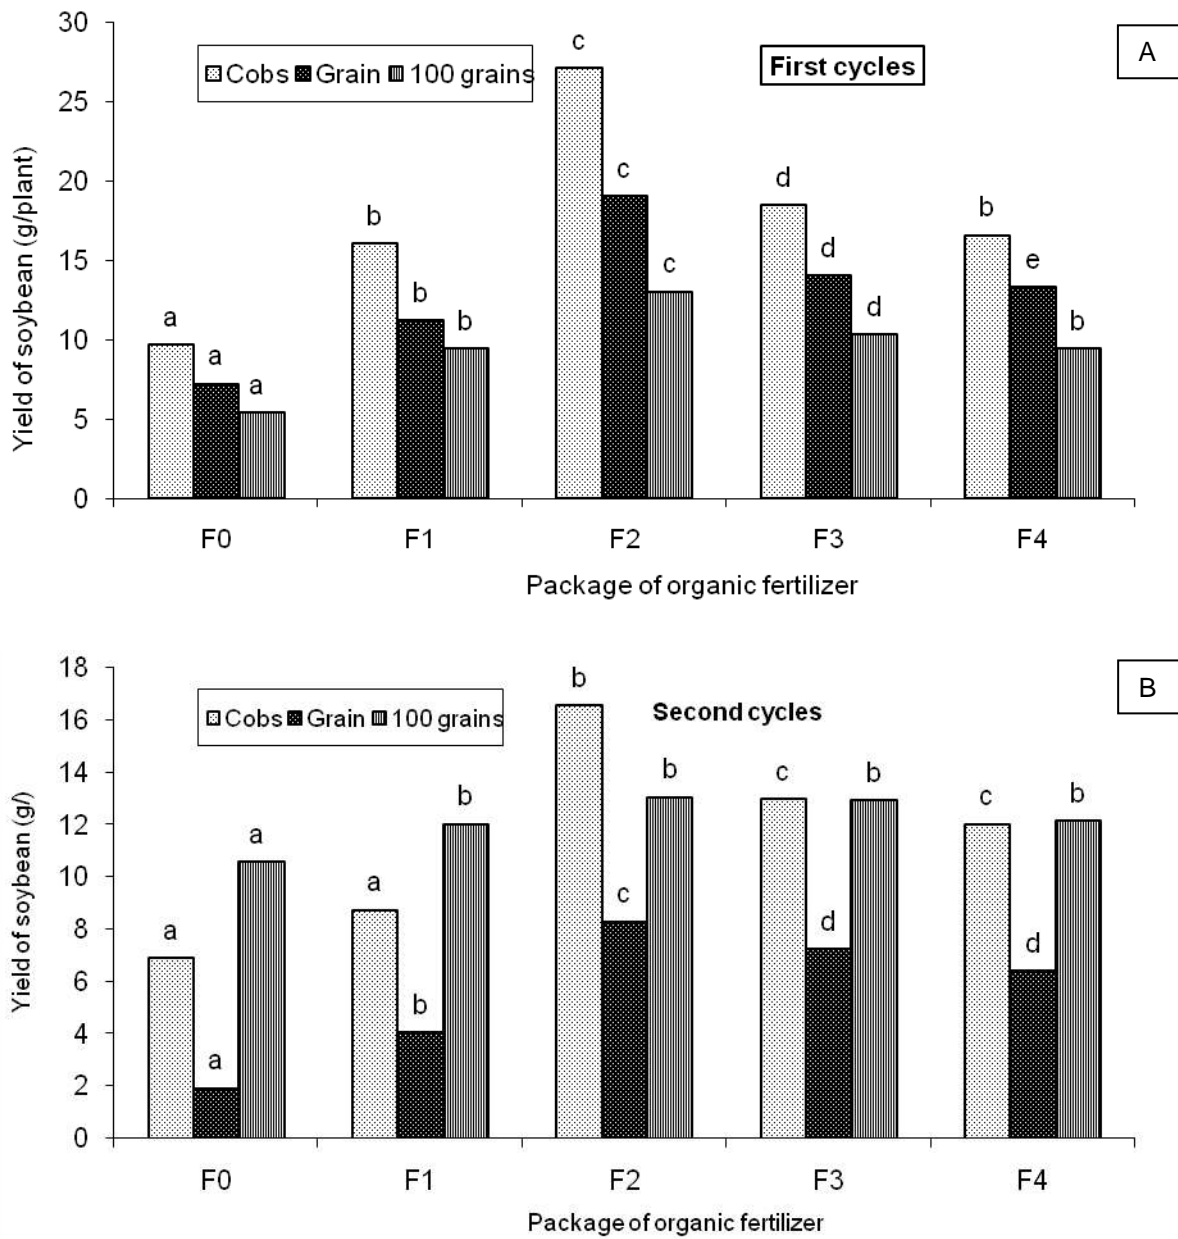 A
First cycles
Cobs Grain 100 grains
Yield of soybean (g/plant)
30
25
20
15
10
5
0
a a a
b b b
c c c
d d d
b e b
F0 F1 F2 F3 F4
Package of organic fertilizer
B
Second cycles
Cobs Grain 100 grains
Yield of soybean (g/)
18
16
14
12
10
8
6
4
2
0
a a a
a b b
b c b
c d b
c d b
F0 F1 F2 F3 F4
Package of organic fertilizer